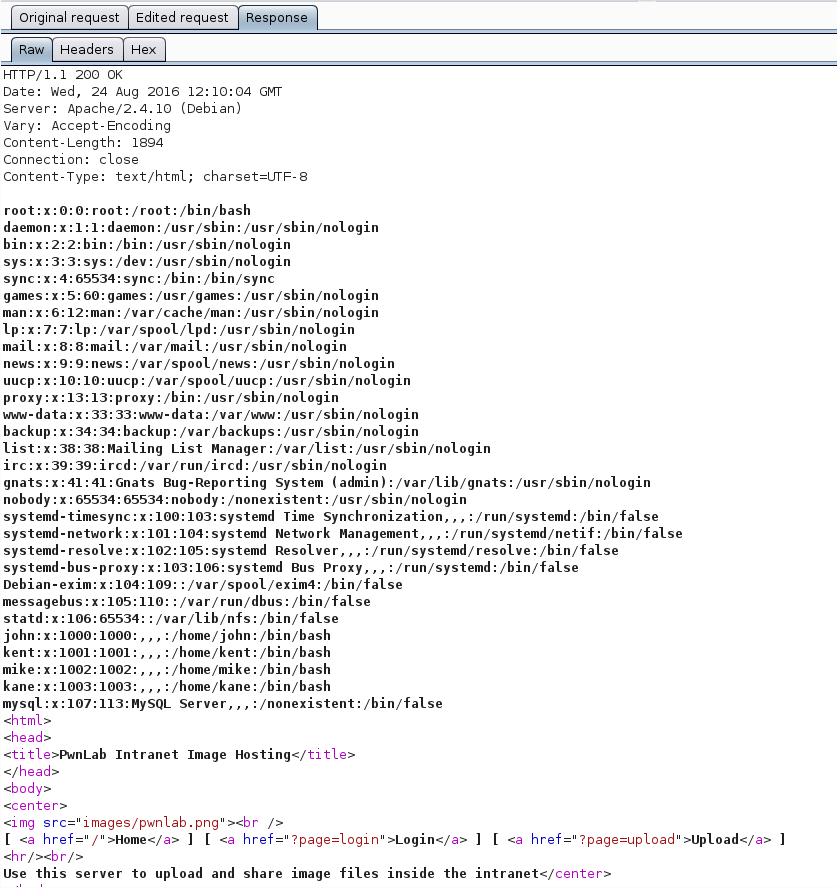 Original request Edited request Response
Raw Headers Hex
HTTP/1.1 200 OK
Date: Wed, 24 Aug 2016 12:10:04 GMT
Server: Apache/2.4.10 (Debian)
Vary: Accept-Encoding
Content-Length: 1894
Connection: close
Content-Type: text/html; charset=UTF-8

root:x:0:0:root:/root:/bin/bash
daemon:x:1:1:daemon:/usr/sbin:/usr/sbin/nologin
bin:x:2:2:bin:/bin:/usr/sbin/nologin
sys:x:3:3:sys:/dev:/usr/sbin/nologin
sync:x:4:65534:sync:/bin:/bin/sync
games:x:5:60:games:/usr/games:/usr/sbin/nologin
man:x:6:12:man:/var/cache/man:/usr/sbin/nologin
lp:x:7:7:lp:/var/spool/lpd:/usr/sbin/nologin
mail:x:8:8:mail:/var/mail:/usr/sbin/nologin
news:x:9:9:news:/var/spool/news:/usr/sbin/nologin
uucp:x:10:10:uucp:/var/spool/uucp:/usr/sbin/nologin
proxy:x:13:13:proxy:/bin:/usr/sbin/nologin
www-data:x:33:33:www-data:/var/www:/usr/sbin/nologin
backup:x:34:34:backup:/var/backups:/usr/sbin/nologin
list:x:38:38:Mailing List Manager:/var/list:/usr/sbin/nologin
irc:x:39:39:ircd:/var/run/ircd:/usr/sbin/nologin
gnats:x:41:41:Gnats Bug-Reporting System (admin):/var/lib/gnats:/usr/sbin/nologin
nobody:x:65534:65534:nobody:/nonexistent:/usr/sbin/nologin
systemd-timesync:x:100:103:systemd Time Synchronization,,,:/run/systemd:/bin/false
systemd-network:x:101:104:systemd Network Management,,,:/run/systemd/netif:/bin/false
systemd-resolve:x:102:105:systemd Resolver,,,:/run/systemd/resolve:/bin/false
systemd-bus-proxy:x:103:106:systemd Bus Proxy,,,:/run/systemd:/bin/false
Debian-exim:x:104:109::/var/spool/exim4:/bin/false
messagebus:x:105:110::/var/run/dbus:/bin/false
statd:x:106:65534::/var/lib/nfs:/bin/false
john:x:1000:1000:,,,:/home/john:/bin/bash
kent:x:1001:1001:,,,:/home/kent:/bin/bash
mike:x:1002:1002:,,,:/home/mike:/bin/bash
kane:x:1003:1003:,,,:/home/kane:/bin/bash
mysql:x:107:113:MySQL Server,,,:/nonexistent:/bin/false
<html>
<head>
<title>PwnLab Intranet Image Hosting</title>
</head>
<body>
<center>
<img src="images/pwnlab.png"><br />
[ <a href="/">Home</a> ] [ <a href="?page=login">Login</a> ] [ <a href="?page=upload">Upload</a> ]
<hr/><br/>
Use this server to upload and share image files inside the intranet</center>